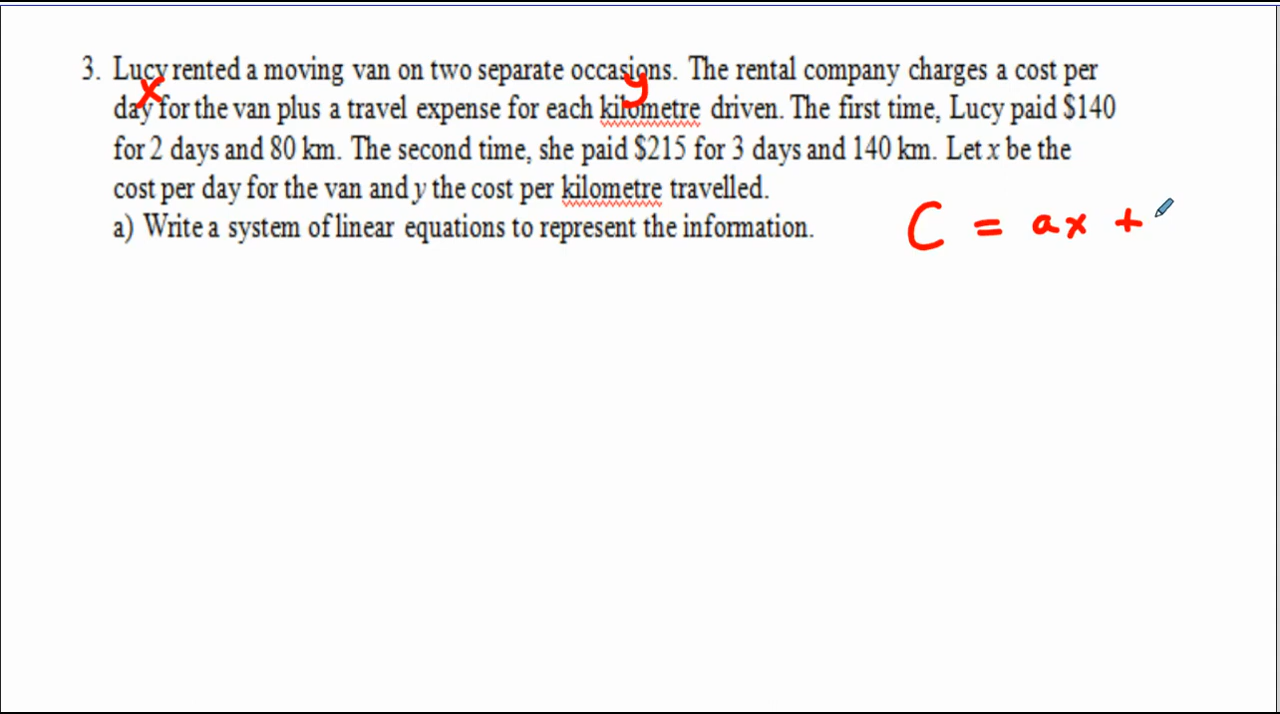 3. Lucy rented a moving van on two separate occasions. The rental company charges a cost per
x y
day for the van plus a travel expense for each kilometre driven. The first time, Lucy paid $140
for 2 days and 80 km. The second time, she paid $215 for 3 days and 140 km. Let x be the
cost per day for the van and y the cost per kilometre travelled.
a) Write a system of linear equations to represent the information.
C = ax +